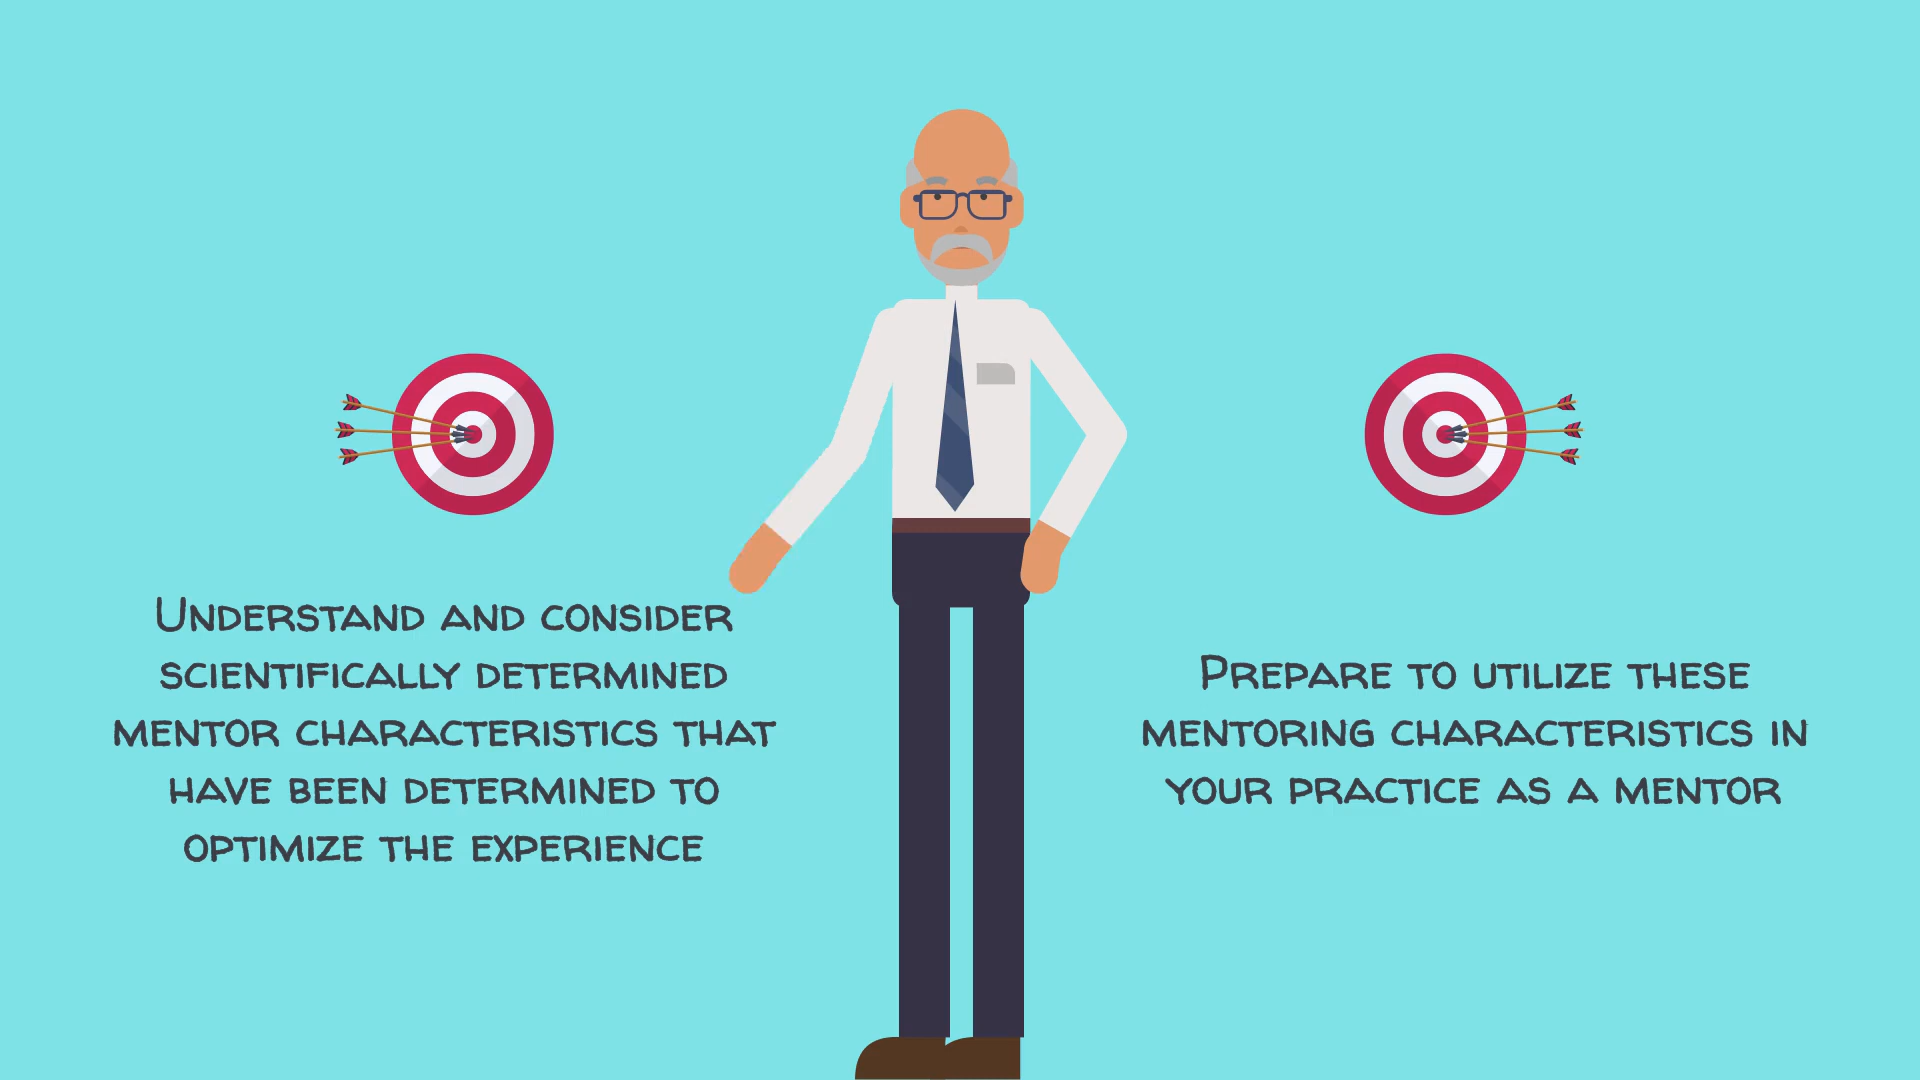 Understand and consider
scientifically determined
mentor characteristics that
have been determined to
optimize the experience
Prepare to utilize these
mentoring characteristics in
your practice as a mentor